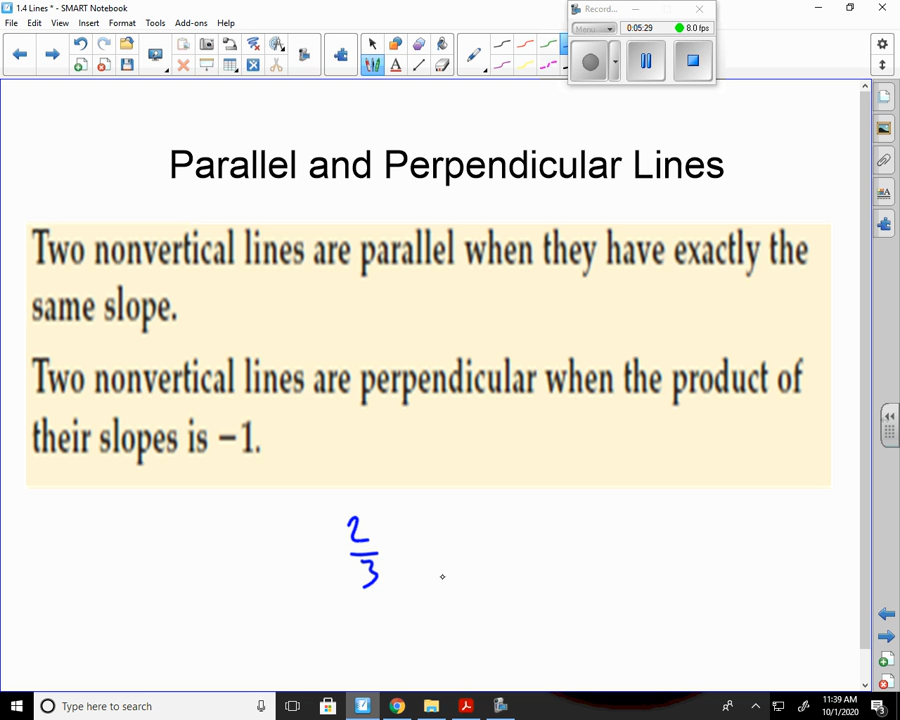 1.4 Lines * - SMART Notebook
File Edit View Insert Format Tools Add-ons Help
Record...
Menu
0:05:29
8.0 fps
Parallel and Perpendicular Lines
Two nonvertical lines are parallel when they have exactly the
same slope.
Two nonvertical lines are perpendicular when the product of
their slopes is −1.
2
3
Type here to search
11:39 AM
10/1/2020
3